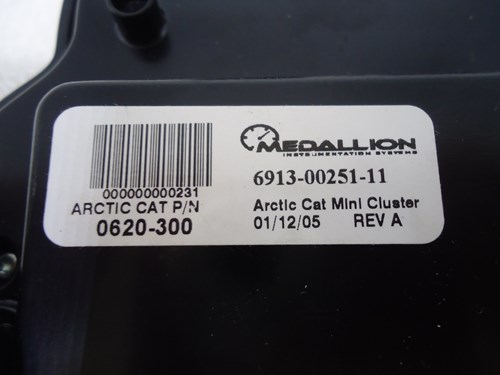 000000000231
ARCTIC CAT P/N
0620-300
MEDALLION
INSTRUMENTATION SYSTEMS
6913-00251-11
Arctic Cat Mini Cluster
01/12/05 REV A